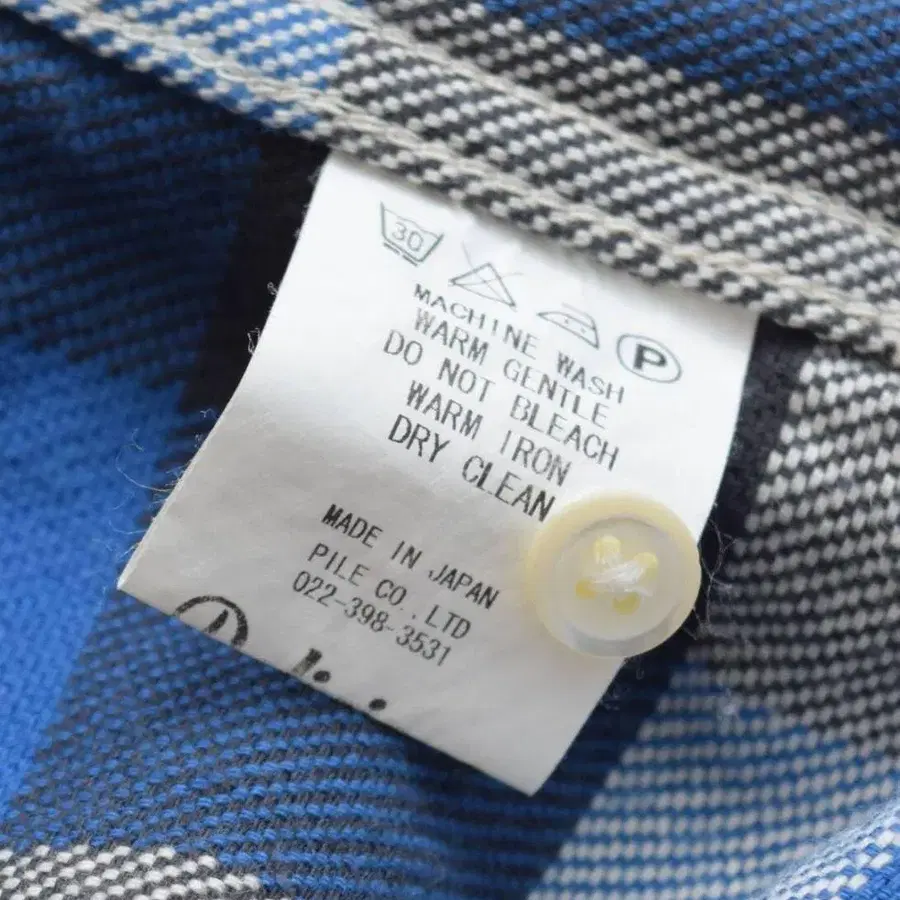 30
P
MACHINE WASH
WARM GENTLE
DO NOT BLEACH
WARM IRON
DRY CLEAN
MADE IN JAPAN
PILE CO.,LTD
022-398-3531